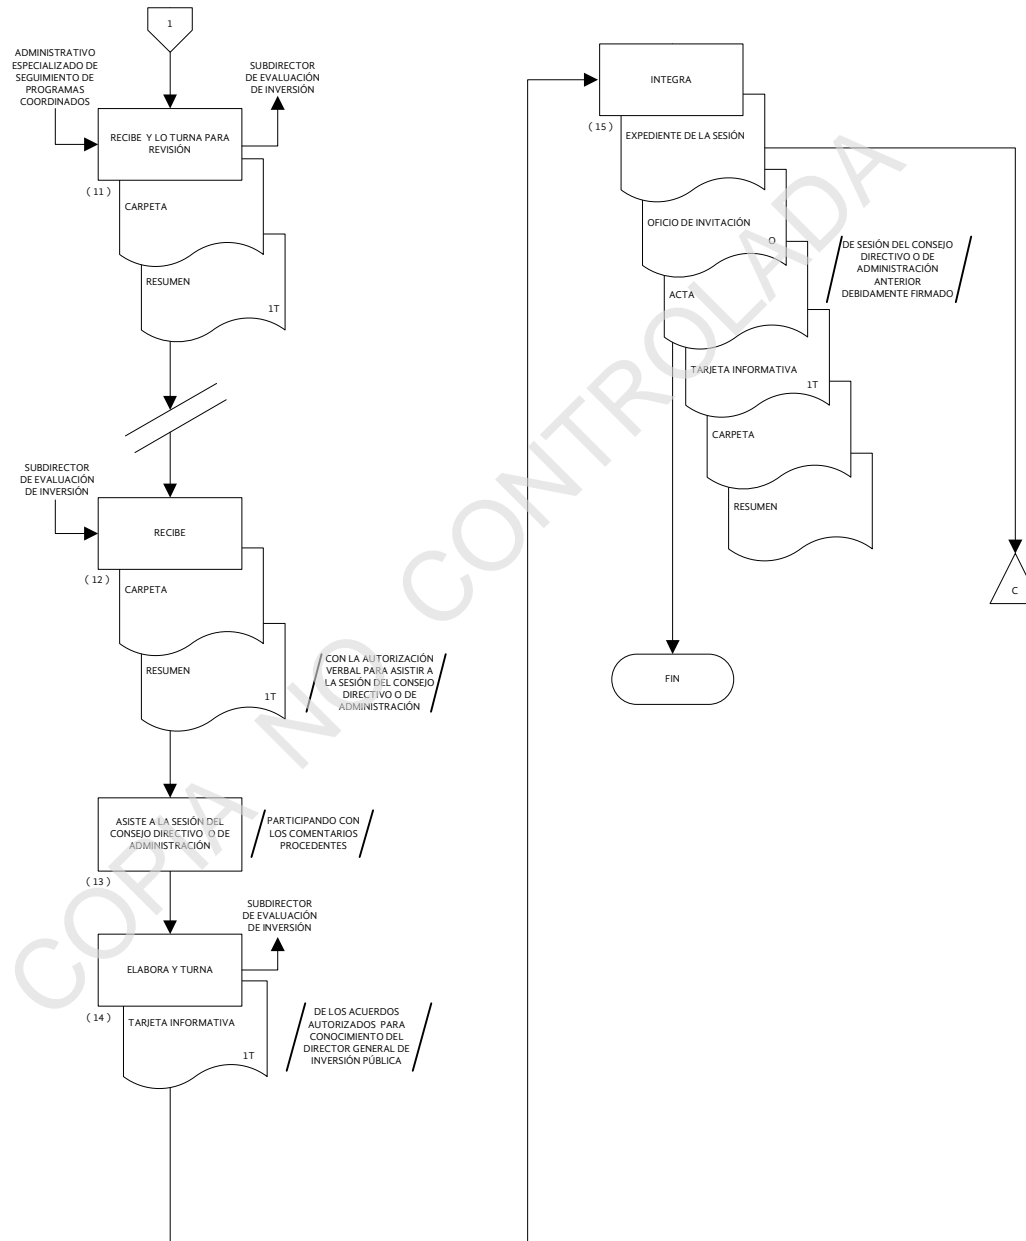 1
ADMINISTRATIVO
ESPECIALIZADO DE
SEGUIMIENTO DE
PROGRAMAS
COORDINADOS
SUBDIRECTOR
DE EVALUACIÓN
DE INVERSIÓN
RECIBE Y LO TURNA PARA
REVISIÓN
( 11 )
CARPETA
RESUMEN
1T
SUBDIRECTOR
DE EVALUACIÓN
DE INVERSIÓN
RECIBE
( 12 )
CARPETA
RESUMEN
1T
CON LA AUTORIZACIÓN
VERBAL PARA ASISTIR A
LA SESIÓN DEL CONSEJO
DIRECTIVO O DE
ADMINISTRACIÓN
ASISTE A LA SESIÓN DEL
CONSEJO DIRECTIVO O DE
ADMINISTRACIÓN
( 13 )
PARTICIPANDO CON
LOS COMENTARIOS
PROCEDENTES
SUBDIRECTOR
DE EVALUACIÓN
DE INVERSIÓN
ELABORA Y TURNA
( 14 )
TARJETA INFORMATIVA
1T
DE LOS ACUERDOS
AUTORIZADOS PARA
CONOCIMIENTO DEL
DIRECTOR GENERAL DE
INVERSIÓN PÚBLICA
INTEGRA
( 15 )
EXPEDIENTE DE LA SESIÓN
OFICIO DE INVITACIÓN
O
DE SESIÓN DEL CONSEJO
DIRECTIVO O DE
ADMINISTRACIÓN
ANTERIOR
DEBIDAMENTE FIRMADO
ACTA
TARJETA INFORMATIVA
1T
CARPETA
RESUMEN
C
FIN
COPIA NO CONTROLADA